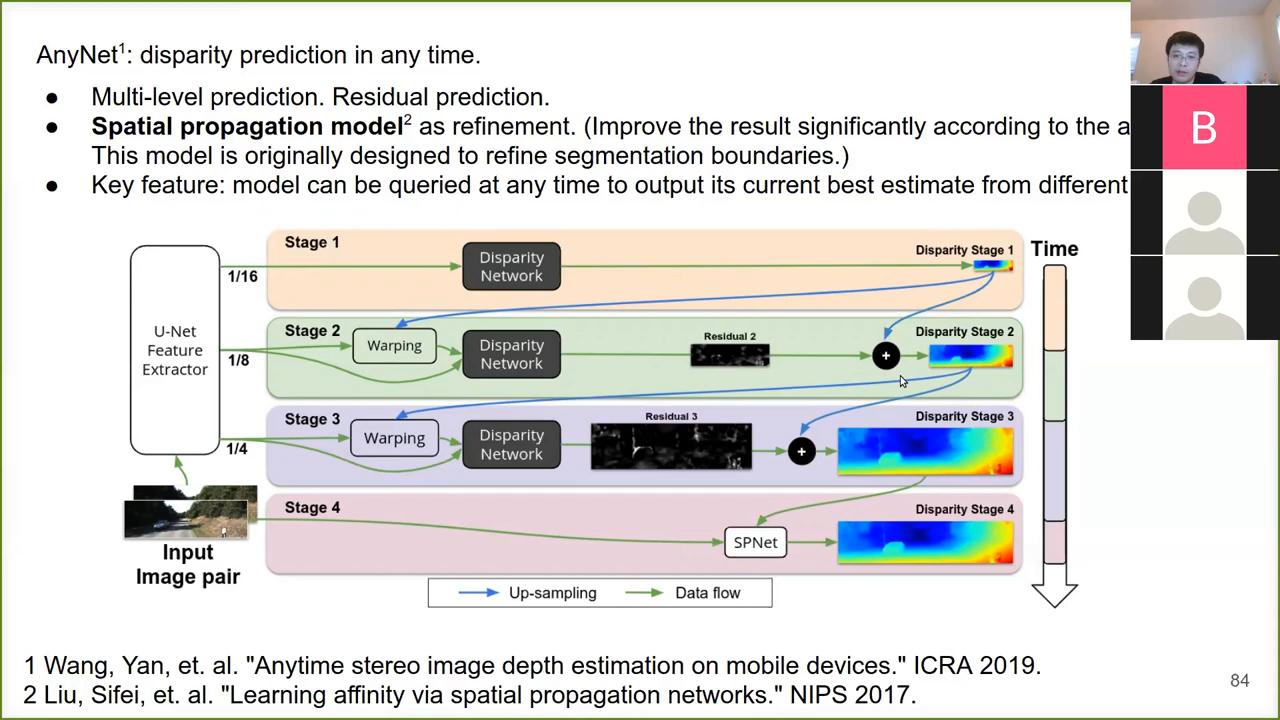 AnyNet1: disparity prediction in any time.
● Multi-level prediction. Residual prediction.
● Spatial propagation model2 as refinement. (Improve the result significantly according to the a
This model is originally designed to refine segmentation boundaries.)
● Key feature: model can be queried at any time to output its current best estimate from different
B
Stage 1
Disparity Network
Disparity Stage 1
Time
1/16
U-Net Feature Extractor
Stage 2
Warping
Disparity Network
Residual 2
+
Disparity Stage 2
1/8
Stage 3
Warping
Disparity Network
Residual 3
+
Disparity Stage 3
1/4
Stage 4
SPNet
Disparity Stage 4
Input
Image pair
Up-sampling
Data flow
1 Wang, Yan, et. al. "Anytime stereo image depth estimation on mobile devices." ICRA 2019.
2 Liu, Sifei, et. al. "Learning affinity via spatial propagation networks." NIPS 2017.
84